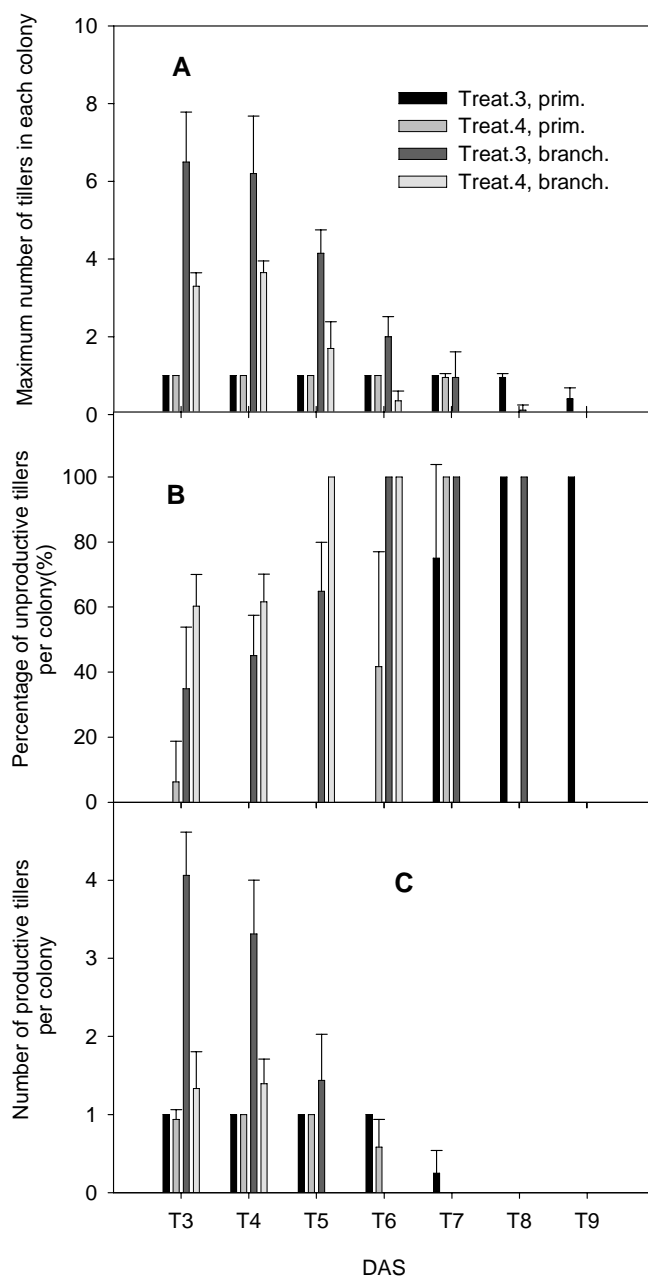 Maximum number of tillers in each colony
10
8
6
4
2
0
A
Treat.3, prim.
Treat.4, prim.
Treat.3, branch.
Treat.4, branch.
Percentage of unproductive tillers
per colony(%)
100
80
60
40
20
0
B
Number of productive tillers
per colony
4
3
2
1
0
C
T3 T4 T5 T6 T7 T8 T9
DAS